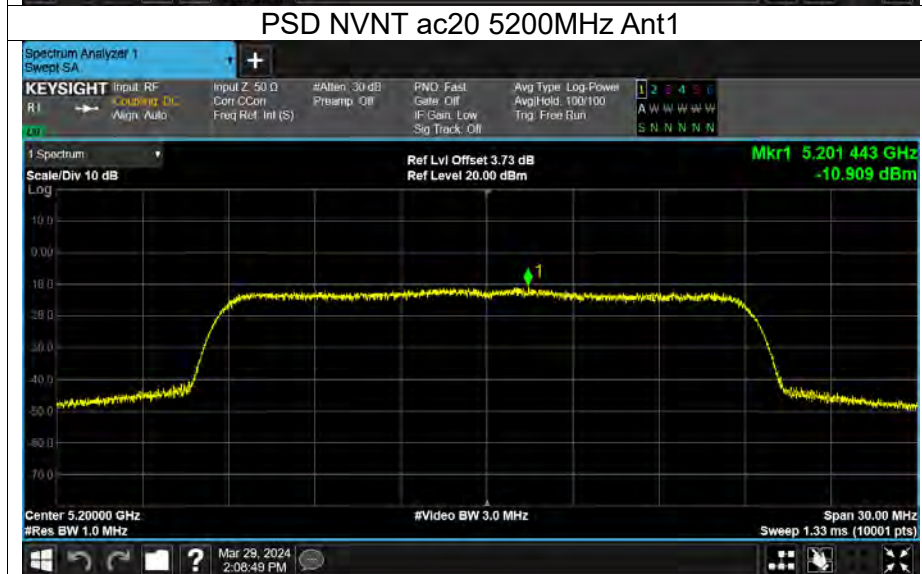 PSD NVNT ac20 5200MHz Ant1
Spectrum Analyzer 1
Swept SA
+
KEYSIGHT Input: RF Input Z: 50 Ω #Atten: 30 dB PNO: Fast Avg Type: Log-Power 1 2 3 4 5 6
Coupling: DC Corr CCorr Preamp: Off Gate: Off Avg|Hold: 100/100 A W W W W W
Align: Auto Freq Ref: Int (S) IF Gain: Low Trig: Free Run
Sig Track: Off S N N N N N
1 Spectrum
Ref Lvl Offset 3.73 dB Mkr1 5.201 443 GHz
Scale/Div 10 dB Ref Level 20.00 dBm -10.909 dBm
Log
10.0
0.00
-10.0
1
-20.0
-30.0
-40.0
-50.0
-60.0
-70.0
Center 5.20000 GHz #Video BW 3.0 MHz Span 30.00 MHz
#Res BW 1.0 MHz Sweep 1.33 ms (10001 pts)
? Mar 29, 2024
2:08:49 PM